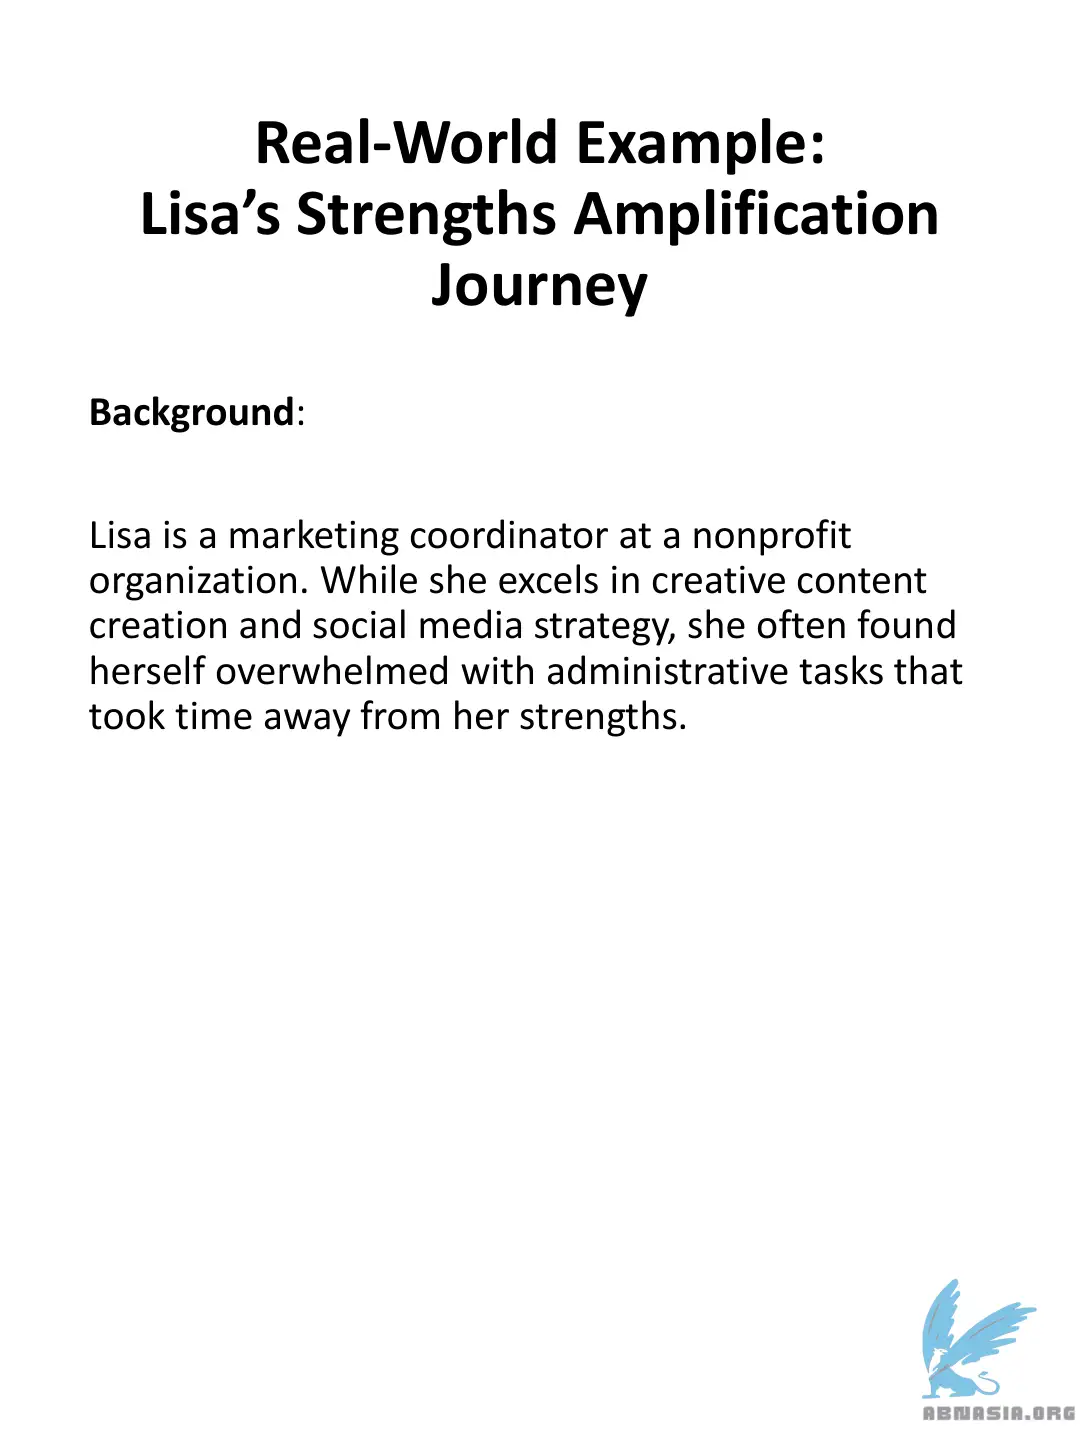 Real-World Example:
Lisa’s Strengths Amplification
Journey
Background:
Lisa is a marketing coordinator at a nonprofit
organization. While she excels in creative content
creation and social media strategy, she often found
herself overwhelmed with administrative tasks that
took time away from her strengths.
ABNASIA.ORG